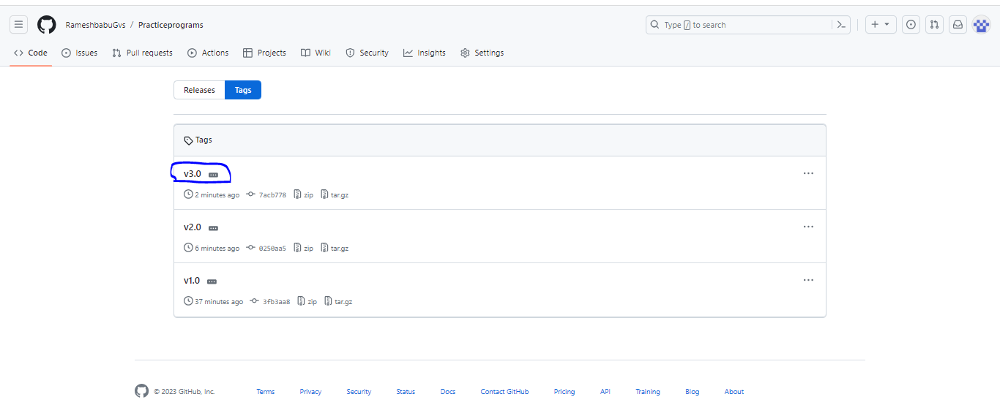 RameshbabuGvs / Practiceprograms
Type / to search
Code Issues Pull requests Actions Projects Wiki Security Insights Settings
Releases Tags
Tags
v3.0
2 minutes ago 7acb778 zip tar.gz
v2.0
6 minutes ago 0250aa5 zip tar.gz
v1.0
37 minutes ago 3fb3aa8 zip tar.gz
© 2023 GitHub, Inc. Terms Privacy Security Status Docs Contact GitHub Pricing API Training Blog About